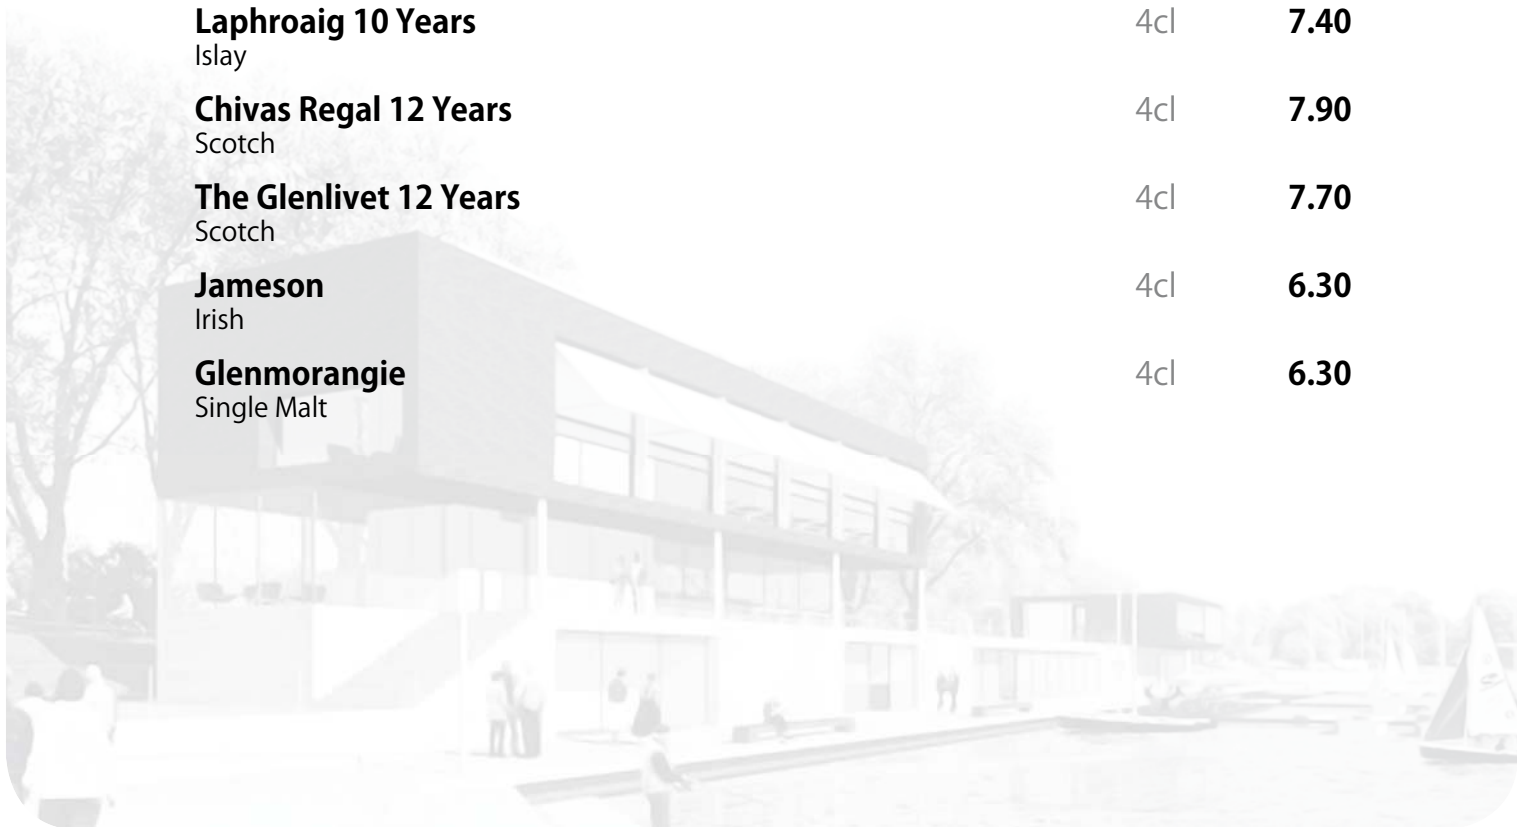 Laphroaig 10 Years 4cl 7.40
Islay
Chivas Regal 12 Years 4cl 7.90
Scotch
The Glenlivet 12 Years 4cl 7.70
Scotch
Jameson 4cl 6.30
Irish
Glenmorangie 4cl 6.30
Single Malt